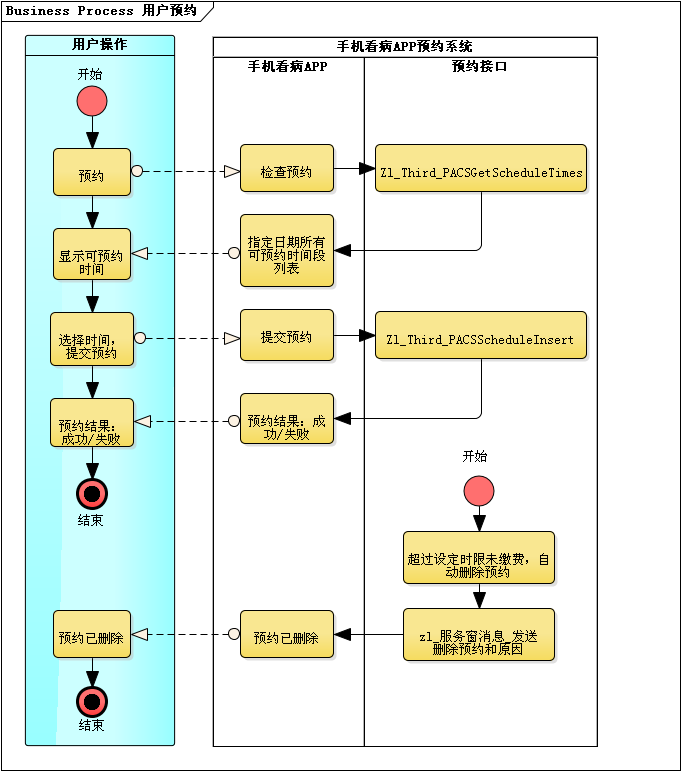 Business Process 用户预约
用户操作
手机看病APP预约系统
手机看病APP
预约接口
开始
预约
检查预约
Zl_Third_PACSGetScheduleTimes
显示可预约
时间
指定日期所有
可预约时间段
列表
选择时间，
提交预约
提交预约
Zl_Third_PACSScheduleInsert
预约结果：
成功/失败
预约结果：成
功/失败
结束
开始
超过设定时限未缴费，自
动删除预约
预约已删除
预约已删除
zl_服务窗消息_发送
删除预约和原因
结束